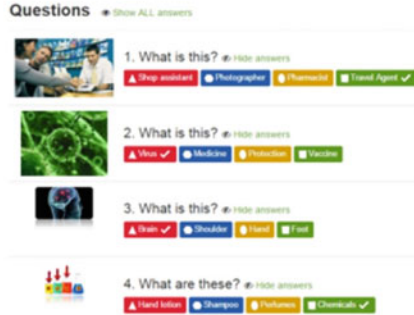 Questions Show ALL answers
1. What is this? Hide answers
Shop assistant Photographer Pharmacist Travel Agent
2. What is this? Hide answers
Virus Medicine Protection Vaccine
3. What is this? Hide answers
Brain Shoulder Hand Foot
4. What are these? Hide answers
Hand lotion Shampoo Perfumes Chemicals